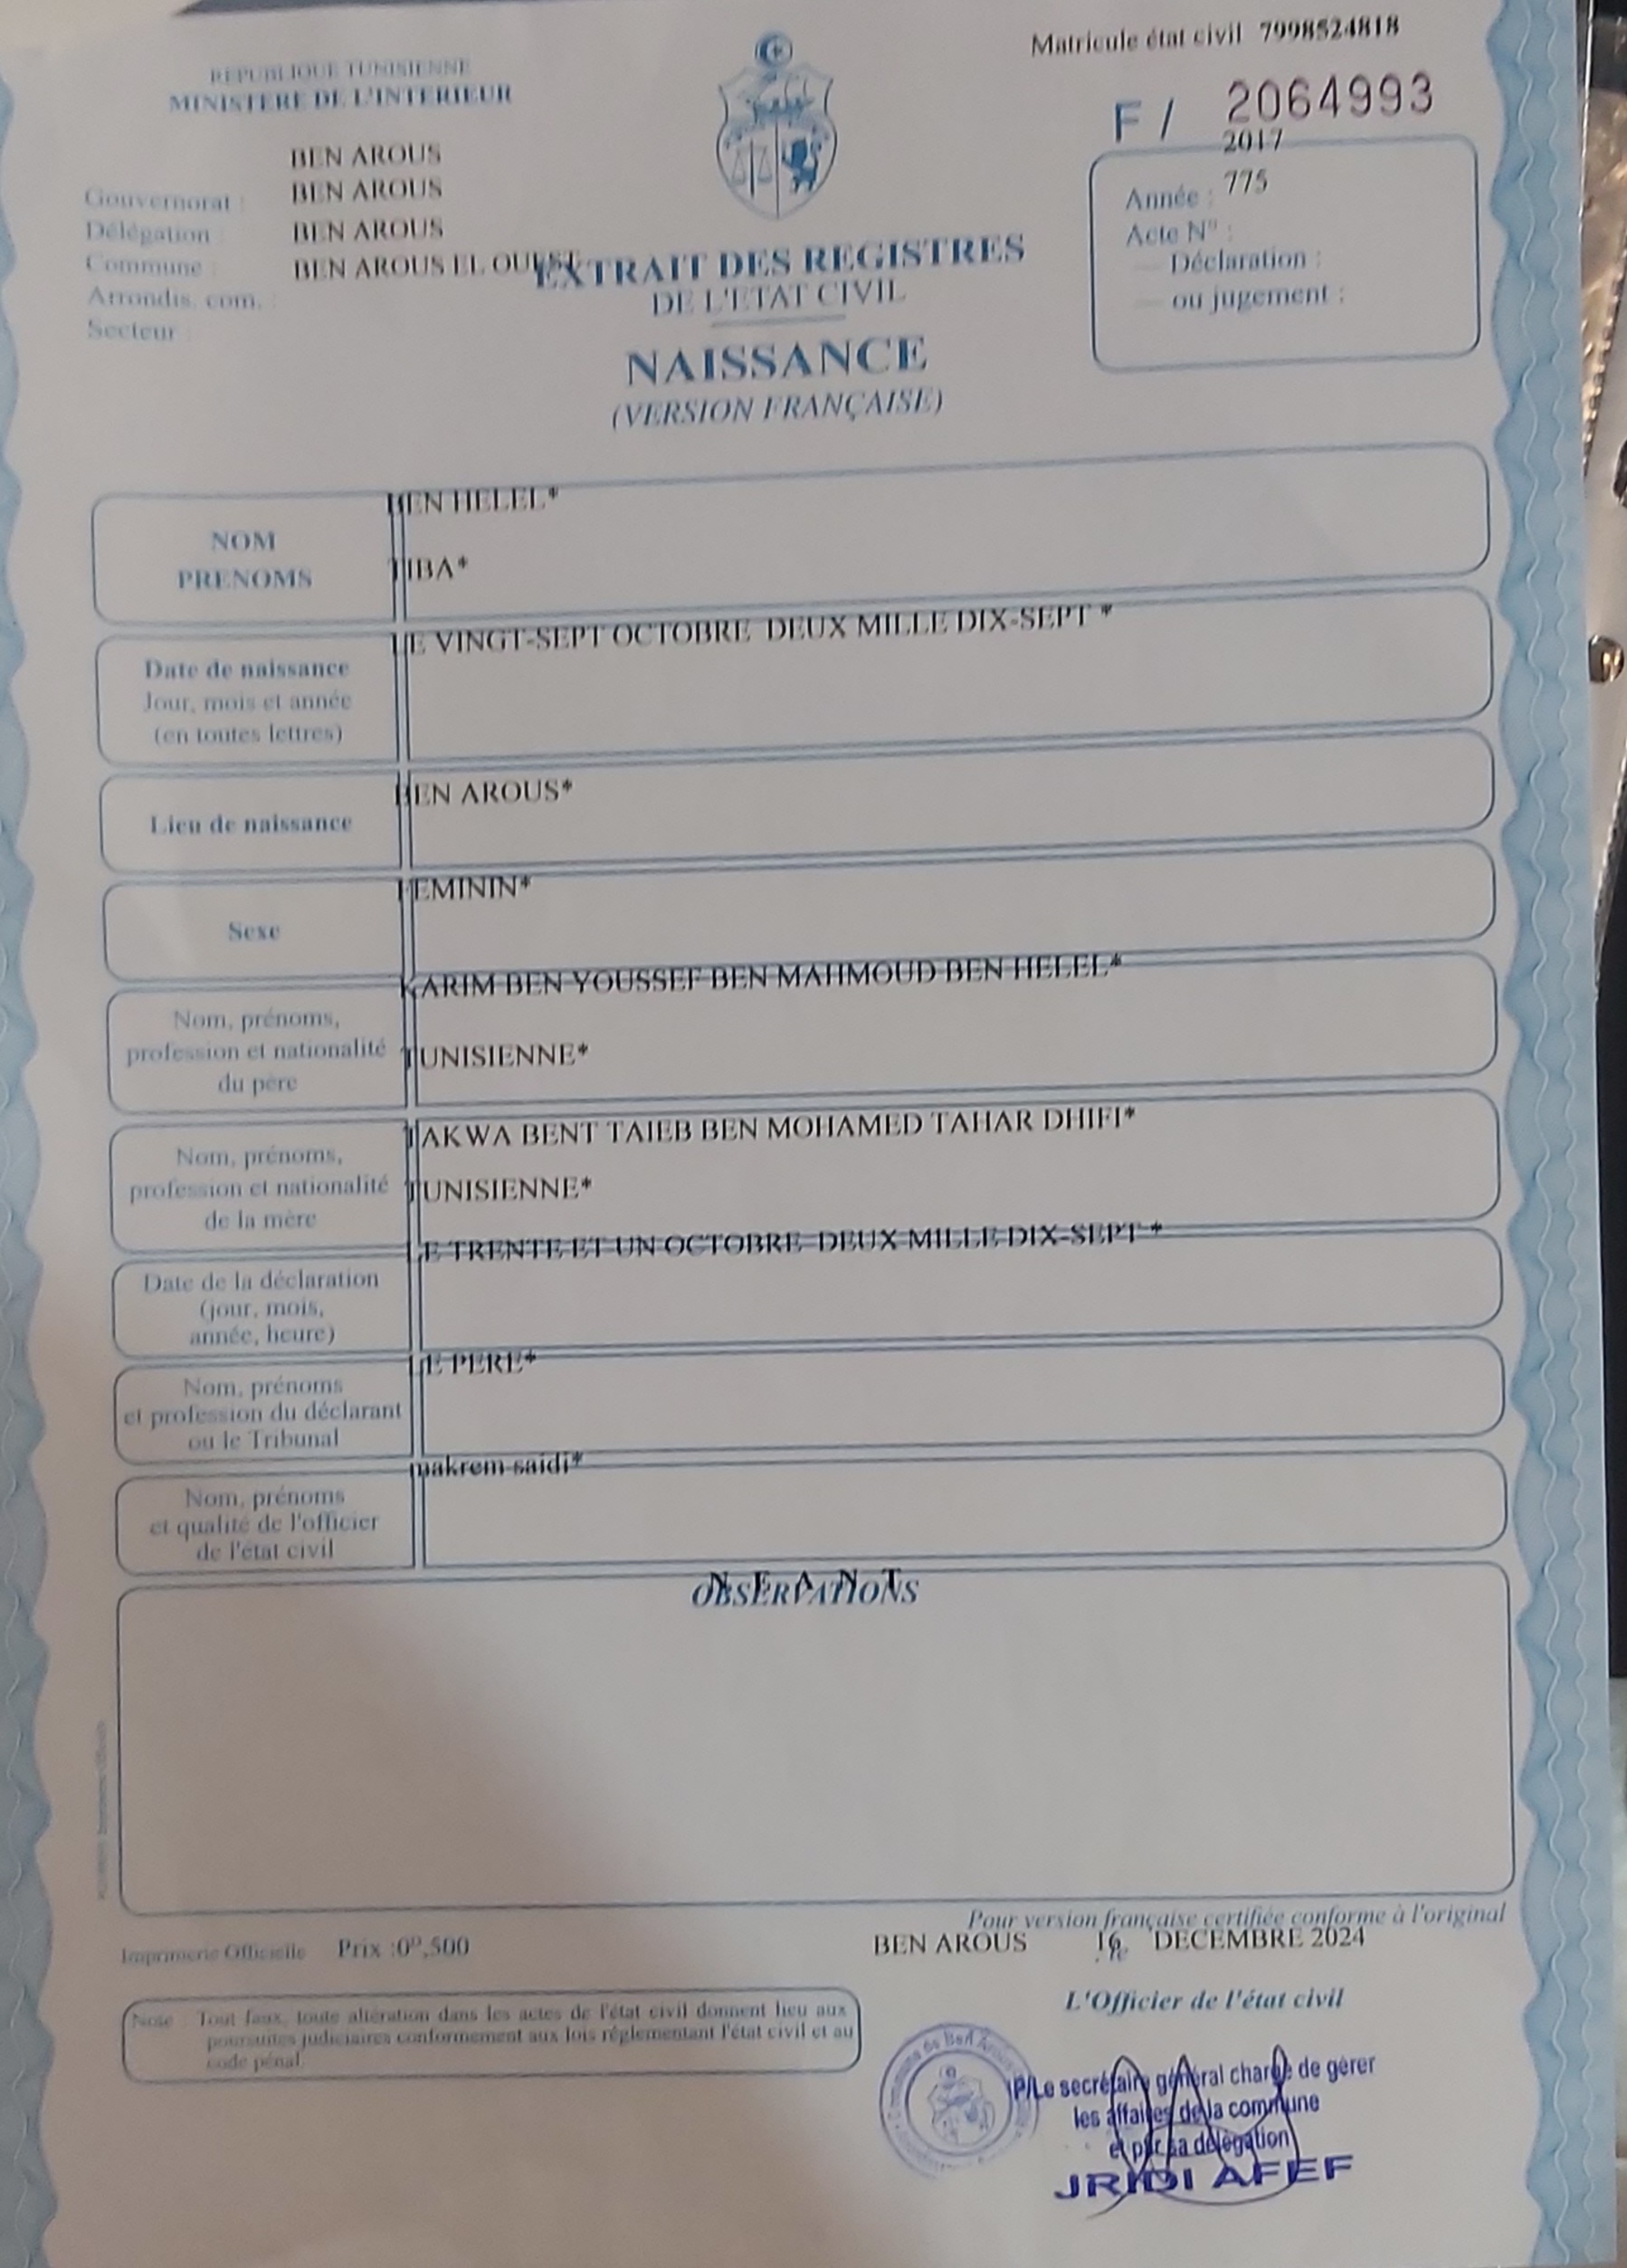 Matricule état civil 7998524818
REPUBLIQUE TUNISIENNE
MINISTERE DE L'INTERIEUR
F / 2064993
BEN AROUS
Gouvernorat : BEN AROUS
Délégation : BEN AROUS
Commune : BEN AROUS EL OUEST
Arrondis. com. :
Secteur :
2017
Année : 775
Acte N° :
— Déclaration :
— ou jugement :
EXTRAIT DES REGISTRES
DE L'ETAT CIVIL
NAISSANCE
(VERSION FRANÇAISE)
BEN HELEL*
NOM
PRENOMS
TIBA*
LE VINGT-SEPT OCTOBRE DEUX MILLE DIX-SEPT *
Date de naissance
Jour, mois et année
(en toutes lettres)
BEN AROUS*
Lieu de naissance
FEMININ*
Sexe
KARIM BEN YOUSSEF BEN MAHMOUD BEN HELEL*
Nom, prénoms,
profession et nationalité
du père
TUNISIENNE*
TAKWA BENT TAIEB BEN MOHAMED TAHAR DHIFI*
Nom, prénoms,
profession et nationalité
de la mère
TUNISIENNE*
LE TRENTE ET UN OCTOBRE DEUX MILLE DIX-SEPT *
Date de la déclaration
(jour, mois,
année, heure)
LE PERE*
Nom, prénoms
et profession du déclarant
ou le Tribunal
makrem saidi*
Nom, prénoms
et qualité de l'officier
de l'état civil
N E A N T
OBSERVATIONS
Pour version française certifiée conforme à l'original
Imprimerie Officielle Prix :0ᴰ,500
BEN AROUS 16 DECEMBRE 2024
le
L'Officier de l'état civil
Note : Tout faux, toute altération dans les actes de l'état civil donnent lieu aux
poursuites judiciaires conformement aux lois réglementant l'état civil et au
code pénal.
Commune de Ben Arous
P/Le secrétaire général chargé de gérer
les affaires de la commune
et par sa délégation
JRIDI AFEF